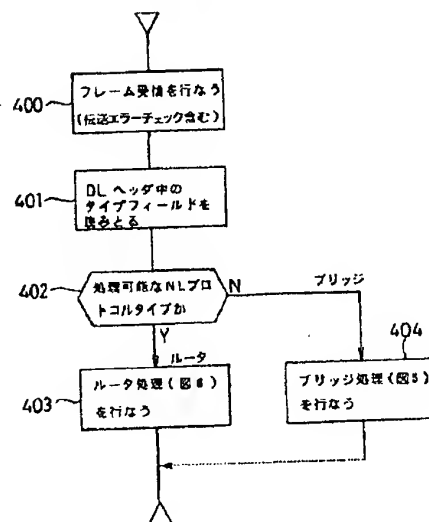 400
フレーム受信を行なう
(伝送エラーチェック含む)
401
DL ヘッダ中の
タイプフィールドを
読みとる
402
処理可能なNLプロ
トコルタイプか
N
ブリッジ
Y
ルータ
404
403
ルータ処理(図6)
を行なう
ブリッジ処理(図5)
を行なう